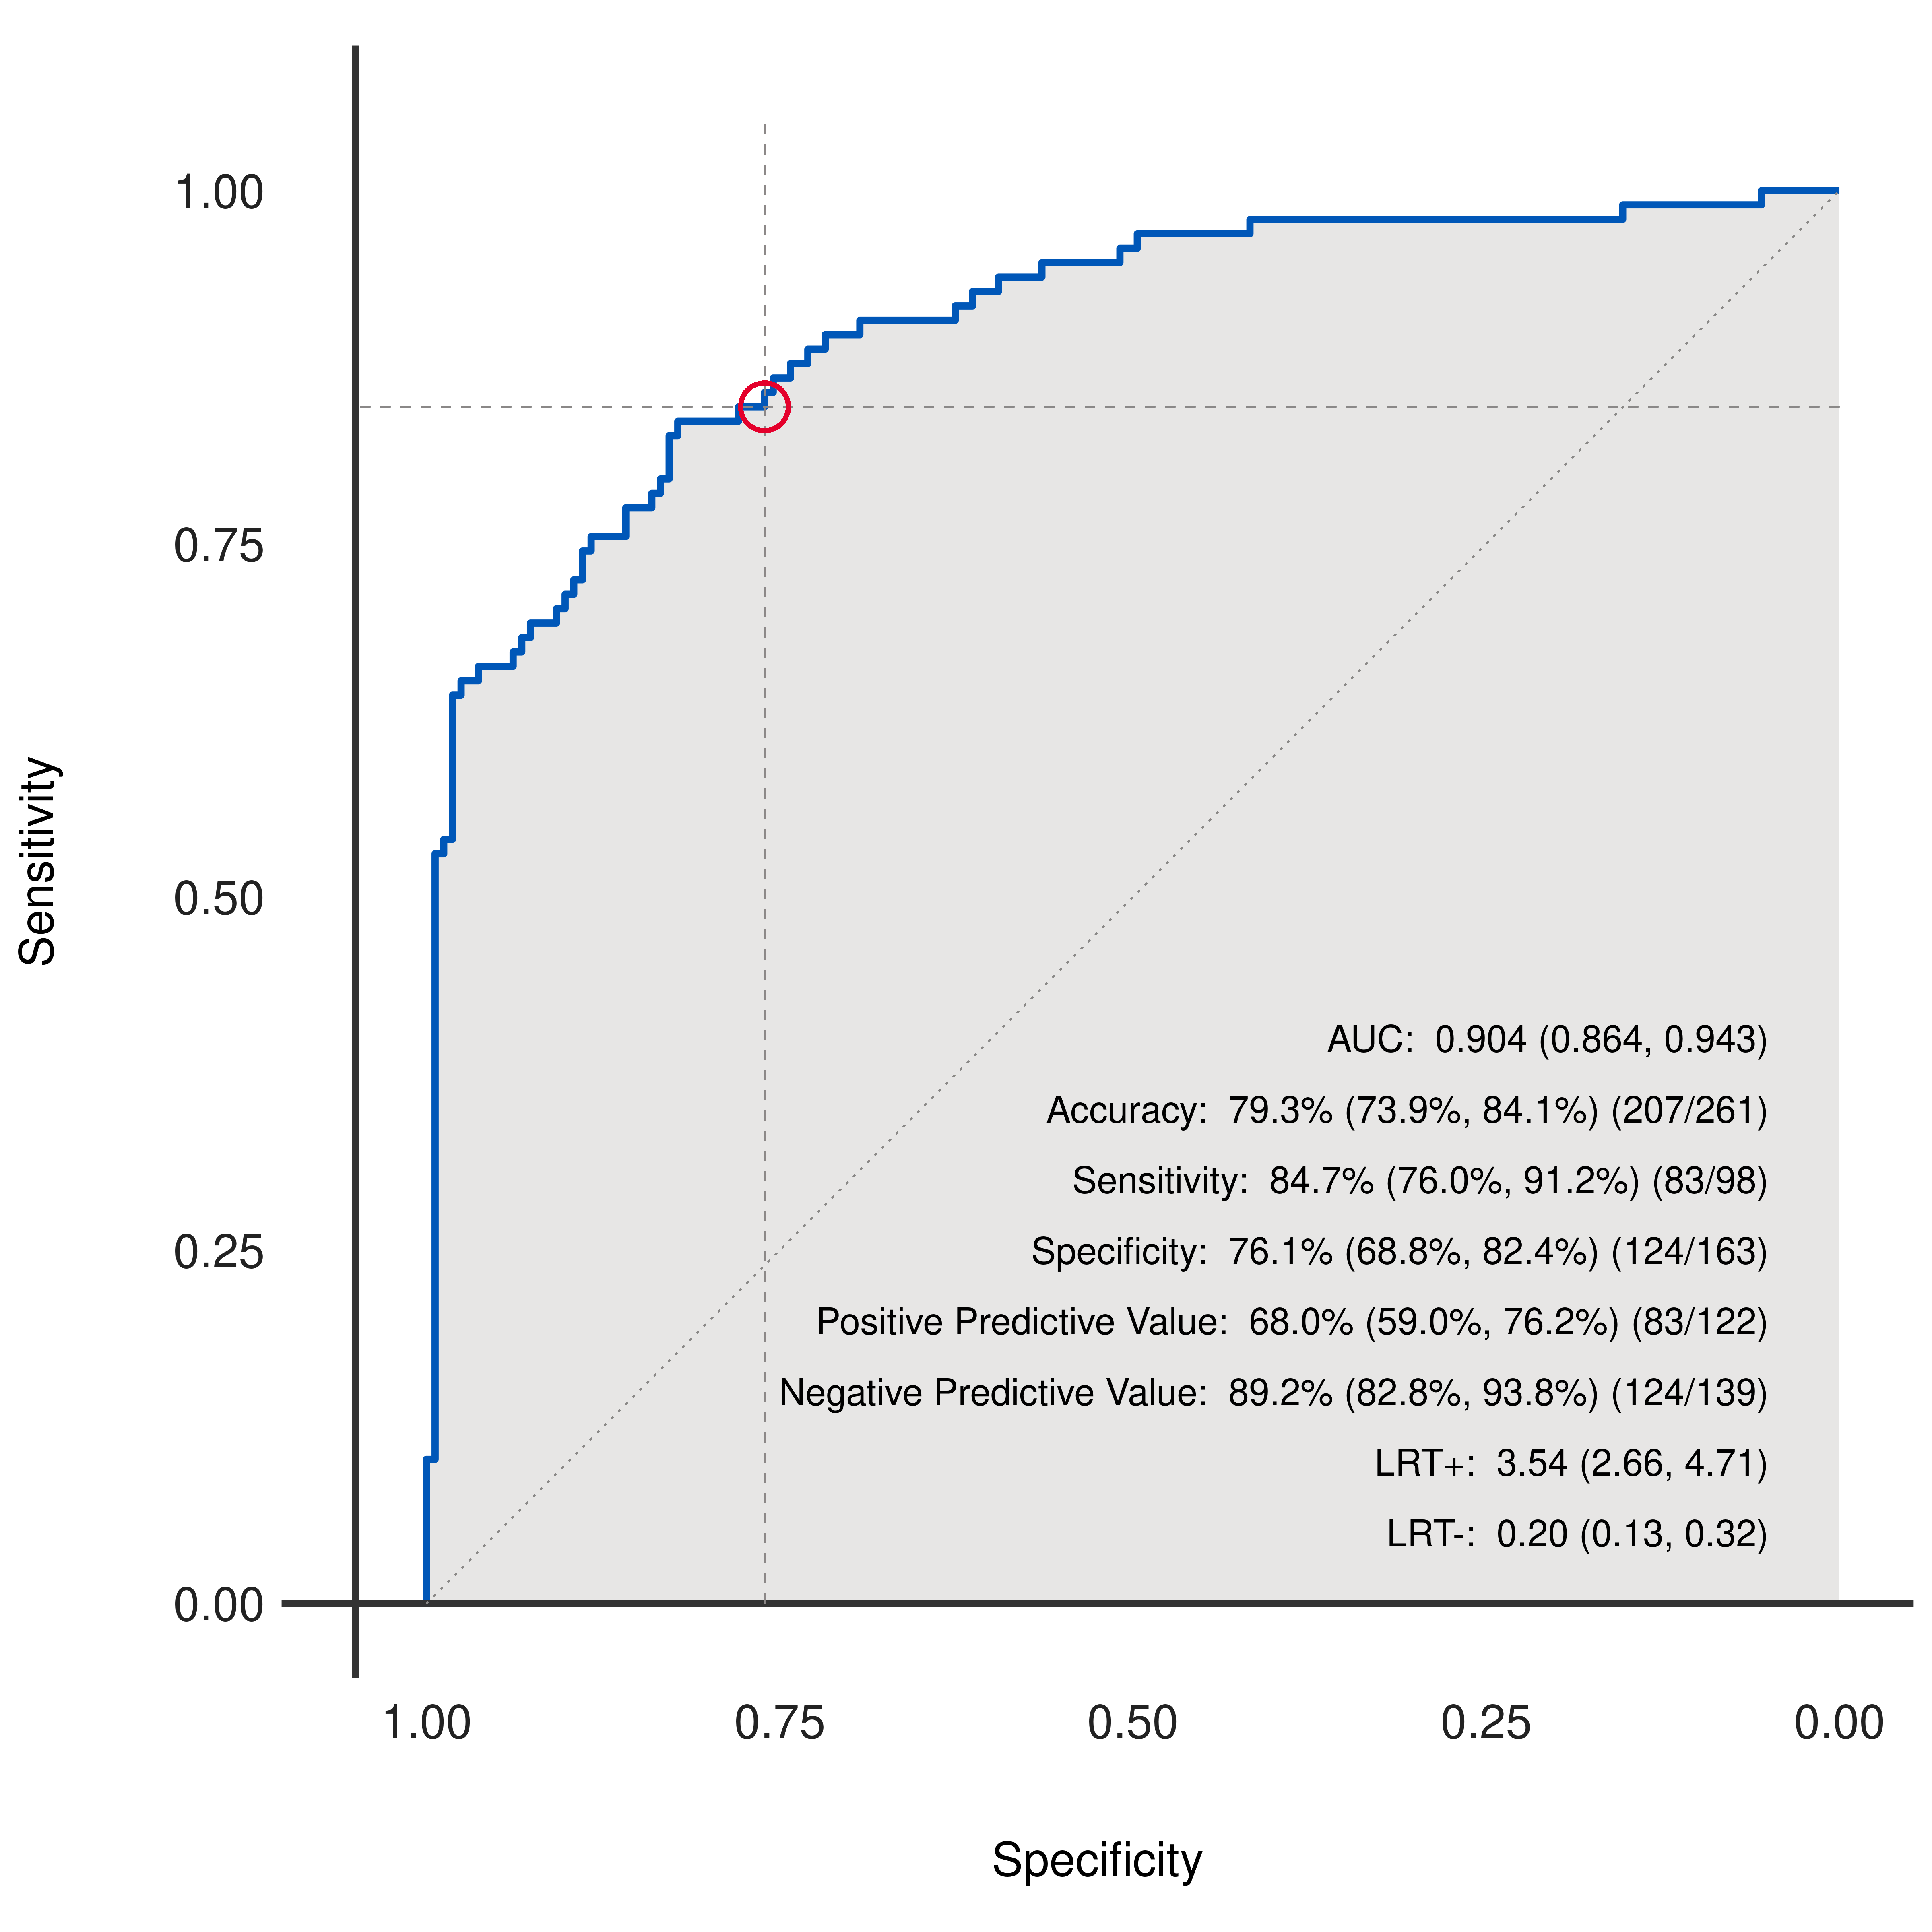 1.00
0.75
0.50
0.25
0.00
Sensitivity
AUC: 0.904 (0.864, 0.943)
Accuracy: 79.3% (73.9%, 84.1%) (207/261)
Sensitivity: 84.7% (76.0%, 91.2%) (83/98)
Specificity: 76.1% (68.8%, 82.4%) (124/163)
Positive Predictive Value: 68.0% (59.0%, 76.2%) (83/122)
Negative Predictive Value: 89.2% (82.8%, 93.8%) (124/139)
LRT+: 3.54 (2.66, 4.71)
LRT-: 0.20 (0.13, 0.32)
1.00 0.75 0.50 0.25 0.00
Specificity